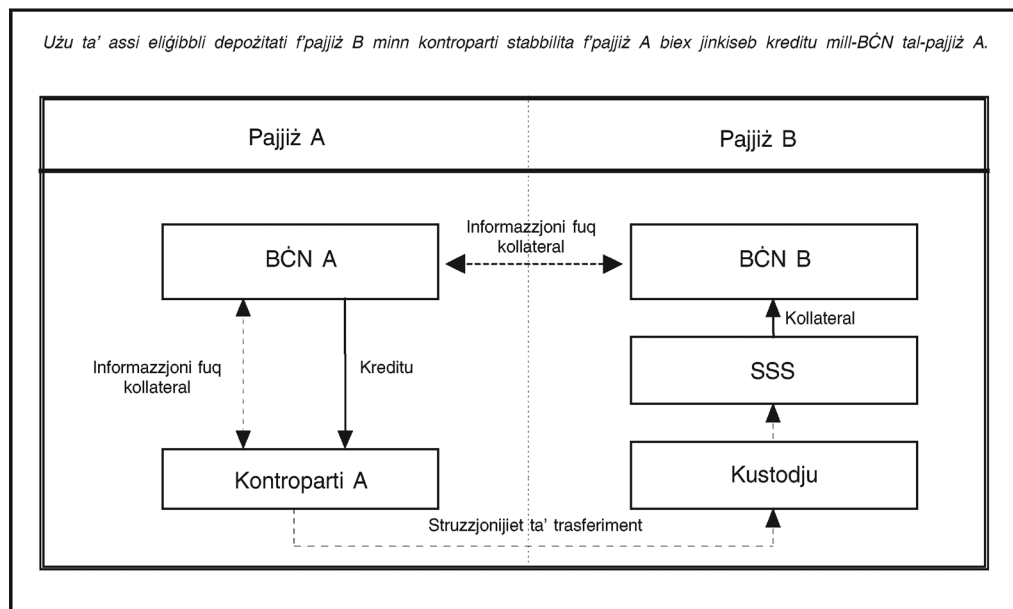 Użu ta' assi eliġibbli depożitati f'pajjiż B minn kontroparti stabbilita f'pajjiż A biex jinkiseb kreditu mill-BĊN tal-pajjiż A.
Pajjiż A
Pajjiż B
Informazzjoni fuq
kollateral
BĊN A
BĊN B
Kollateral
Informazzjoni fuq
kollateral
Kreditu
SSS
Kontroparti A
Kustodju
Struzzjonijiet ta' trasferiment